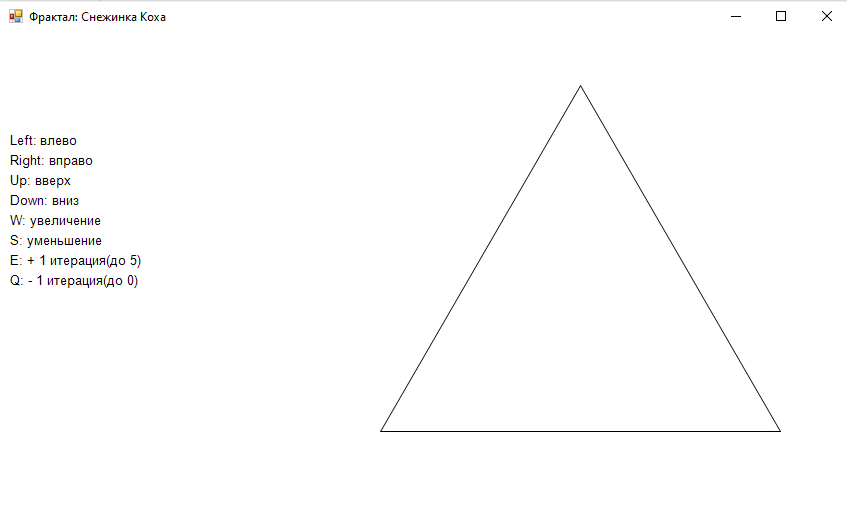 Фрактал: Снежинка Коха
Left: влево
Right: вправо
Up: вверх
Down: вниз
W: увеличение
S: уменьшение
E: + 1 итерация(до 5)
Q: - 1 итерация(до 0)